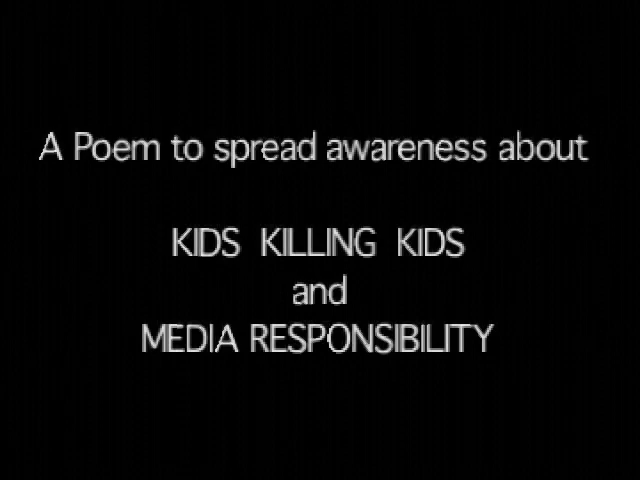 A Poem to spread awareness about
KIDS KILLING KIDS
and
MEDIA RESPONSIBILITY